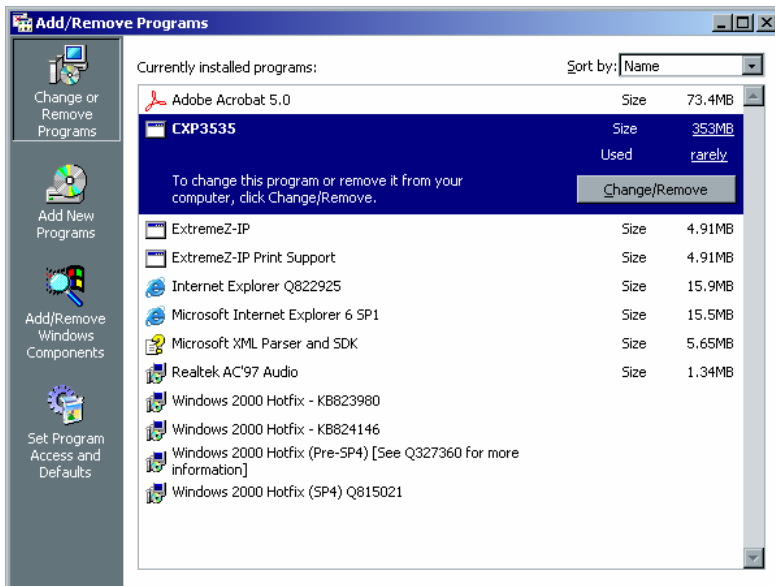 Add/Remove Programs
Change or
Remove
Programs
Add New
Programs
Add/Remove
Windows
Components
Set Program
Access and
Defaults
Currently installed programs:
Sort by: Name
Adobe Acrobat 5.0 Size 73.4MB
CXP3535 Size 353MB
Used rarely
To change this program or remove it from your
computer, click Change/Remove.
Change/Remove
ExtremeZ-IP Size 4.91MB
ExtremeZ-IP Print Support Size 4.91MB
Internet Explorer Q822925 Size 15.9MB
Microsoft Internet Explorer 6 SP1 Size 15.5MB
Microsoft XML Parser and SDK Size 5.65MB
Realtek AC'97 Audio Size 1.34MB
Windows 2000 Hotfix - KB823980
Windows 2000 Hotfix - KB824146
Windows 2000 Hotfix (Pre-SP4) [See Q327360 for more
information]
Windows 2000 Hotfix (SP4) Q815021